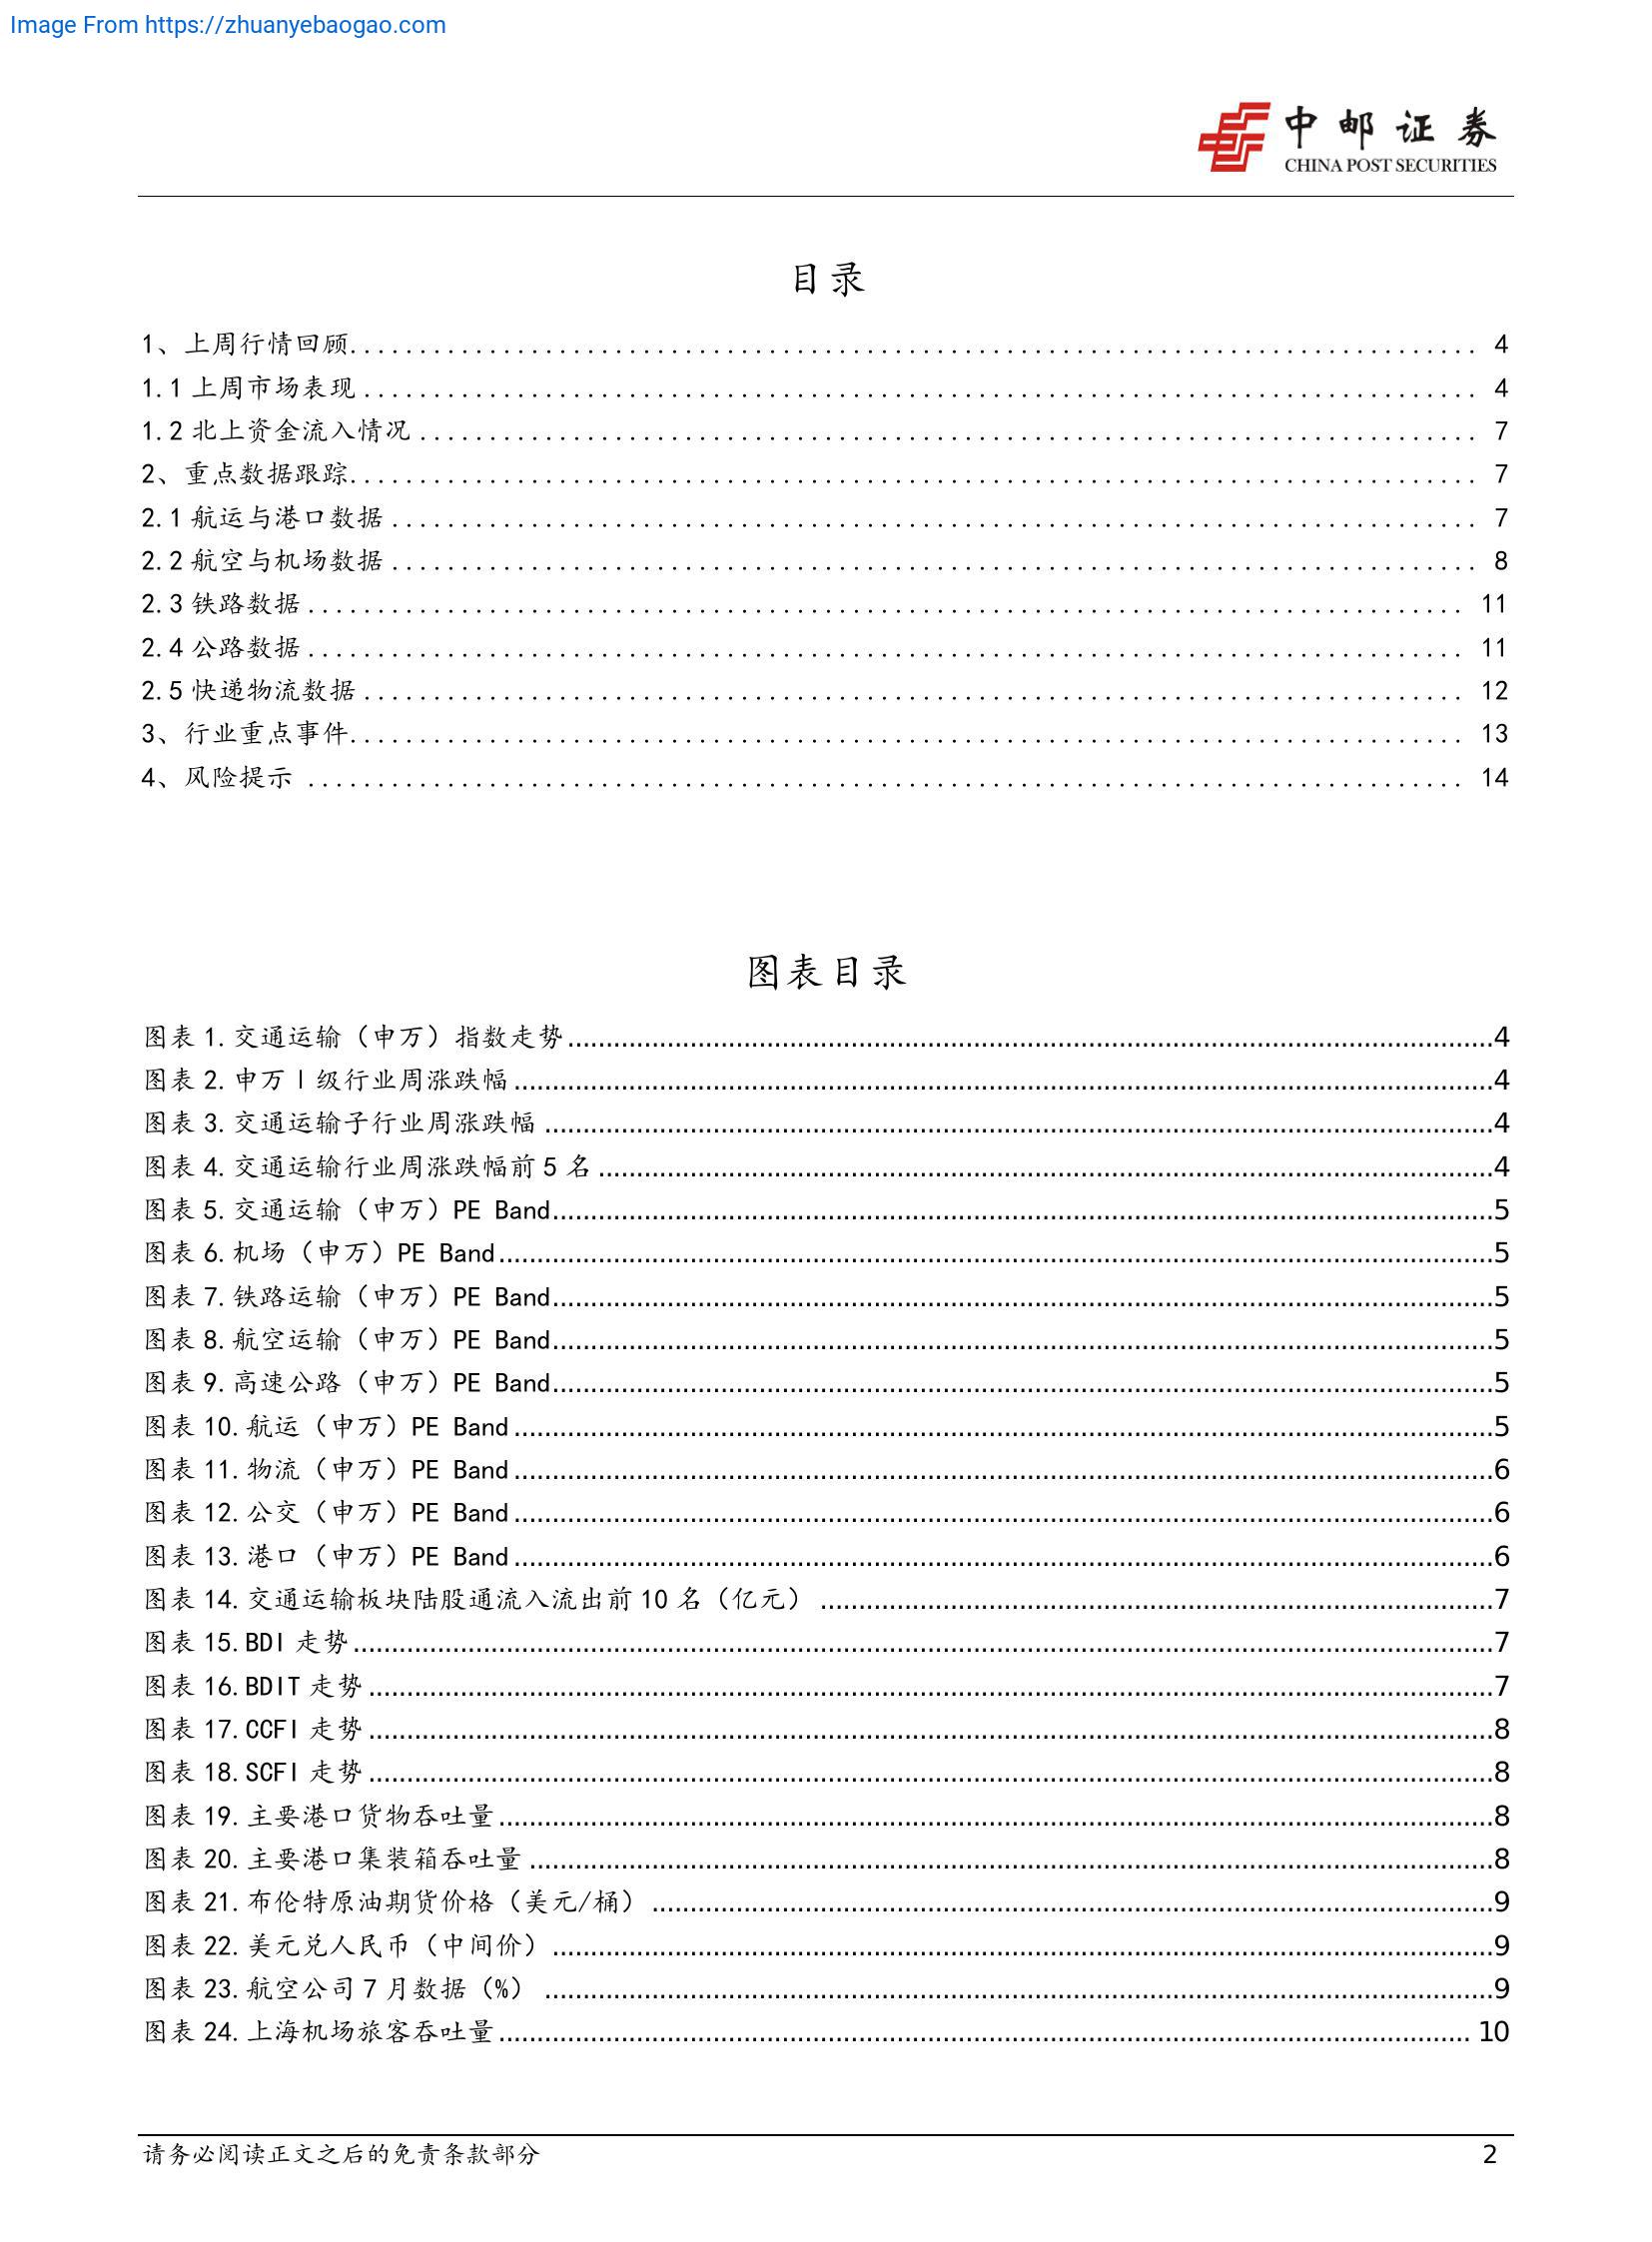 Image From https://zhuanyebaogao.com
中邮证券
CHINA POST SECURITIES
目录
1、上周行情回顾 4
1.1 上周市场表现 4
1.2 北上资金流入情况 7
2、重点数据跟踪 7
2.1 航运与港口数据 7
2.2 航空与机场数据 8
2.3 铁路数据 11
2.4 公路数据 11
2.5 快递物流数据 12
3、行业重点事件 13
4、风险提示 14
图表目录
图表 1.交通运输（申万）指数走势 4
图表 2.申万Ⅰ级行业周涨跌幅 4
图表 3.交通运输子行业周涨跌幅 4
图表 4.交通运输行业周涨跌幅前 5 名 4
图表 5.交通运输（申万）PE Band 5
图表 6.机场（申万）PE Band 5
图表 7.铁路运输（申万）PE Band 5
图表 8.航空运输（申万）PE Band 5
图表 9.高速公路（申万）PE Band 5
图表 10.航运（申万）PE Band 5
图表 11.物流（申万）PE Band 6
图表 12.公交（申万）PE Band 6
图表 13.港口（申万）PE Band 6
图表 14.交通运输板块陆股通流入流出前 10 名（亿元） 7
图表 15.BDI 走势 7
图表 16.BDIT 走势 7
图表 17.CCFI 走势 8
图表 18.SCFI 走势 8
图表 19.主要港口货物吞吐量 8
图表 20.主要港口集装箱吞吐量 8
图表 21.布伦特原油期货价格（美元/桶） 9
图表 22.美元兑人民币（中间价） 9
图表 23.航空公司 7 月数据（%） 9
图表 24.上海机场旅客吞吐量 10
请务必阅读正文之后的免责条款部分 2